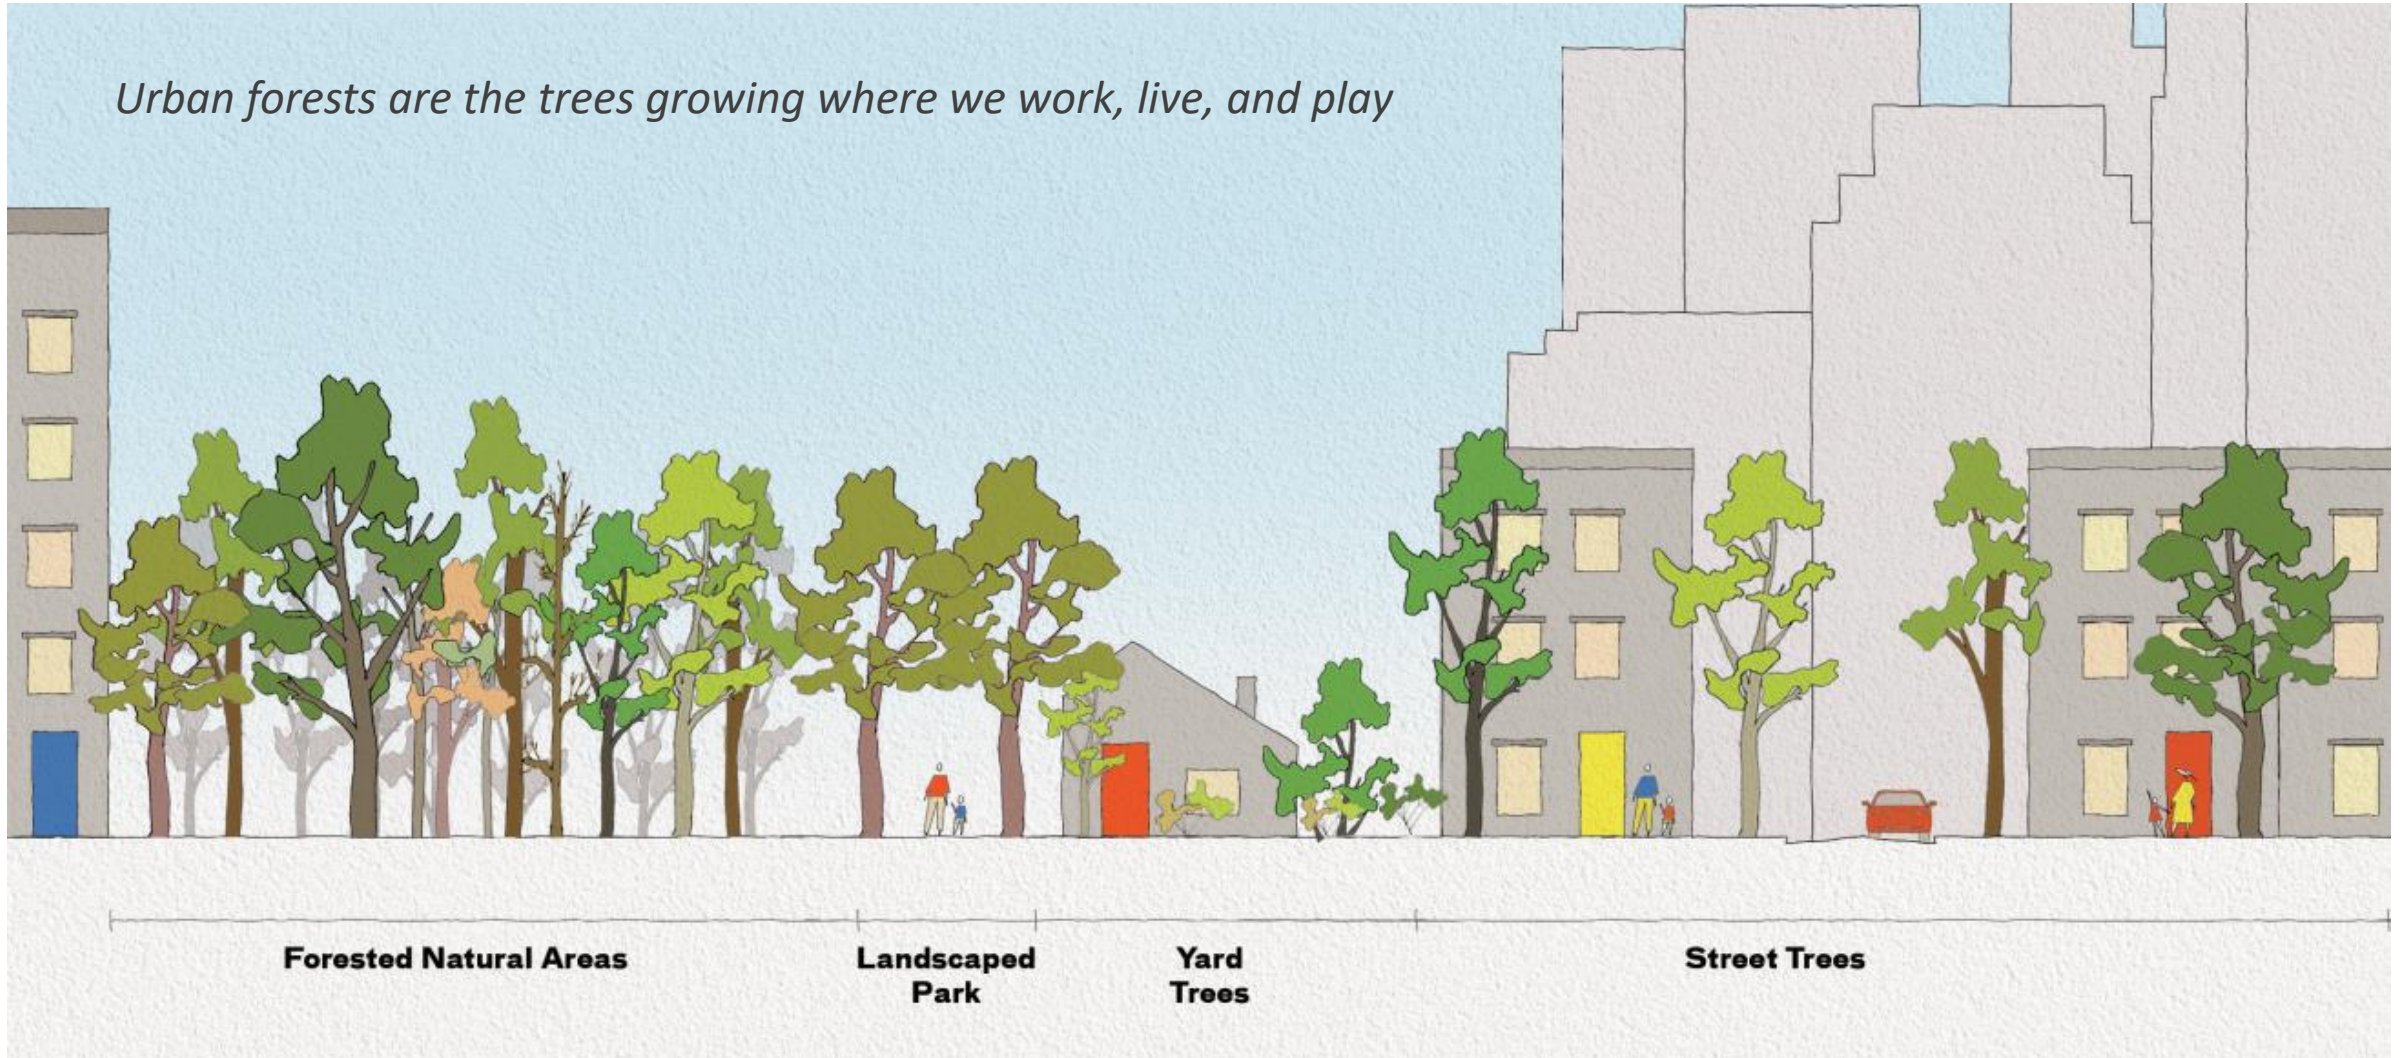 Urban forests are the trees growing where we work, live, and play
Forested Natural Areas
Landscaped
Park
Yard
Trees
Street Trees